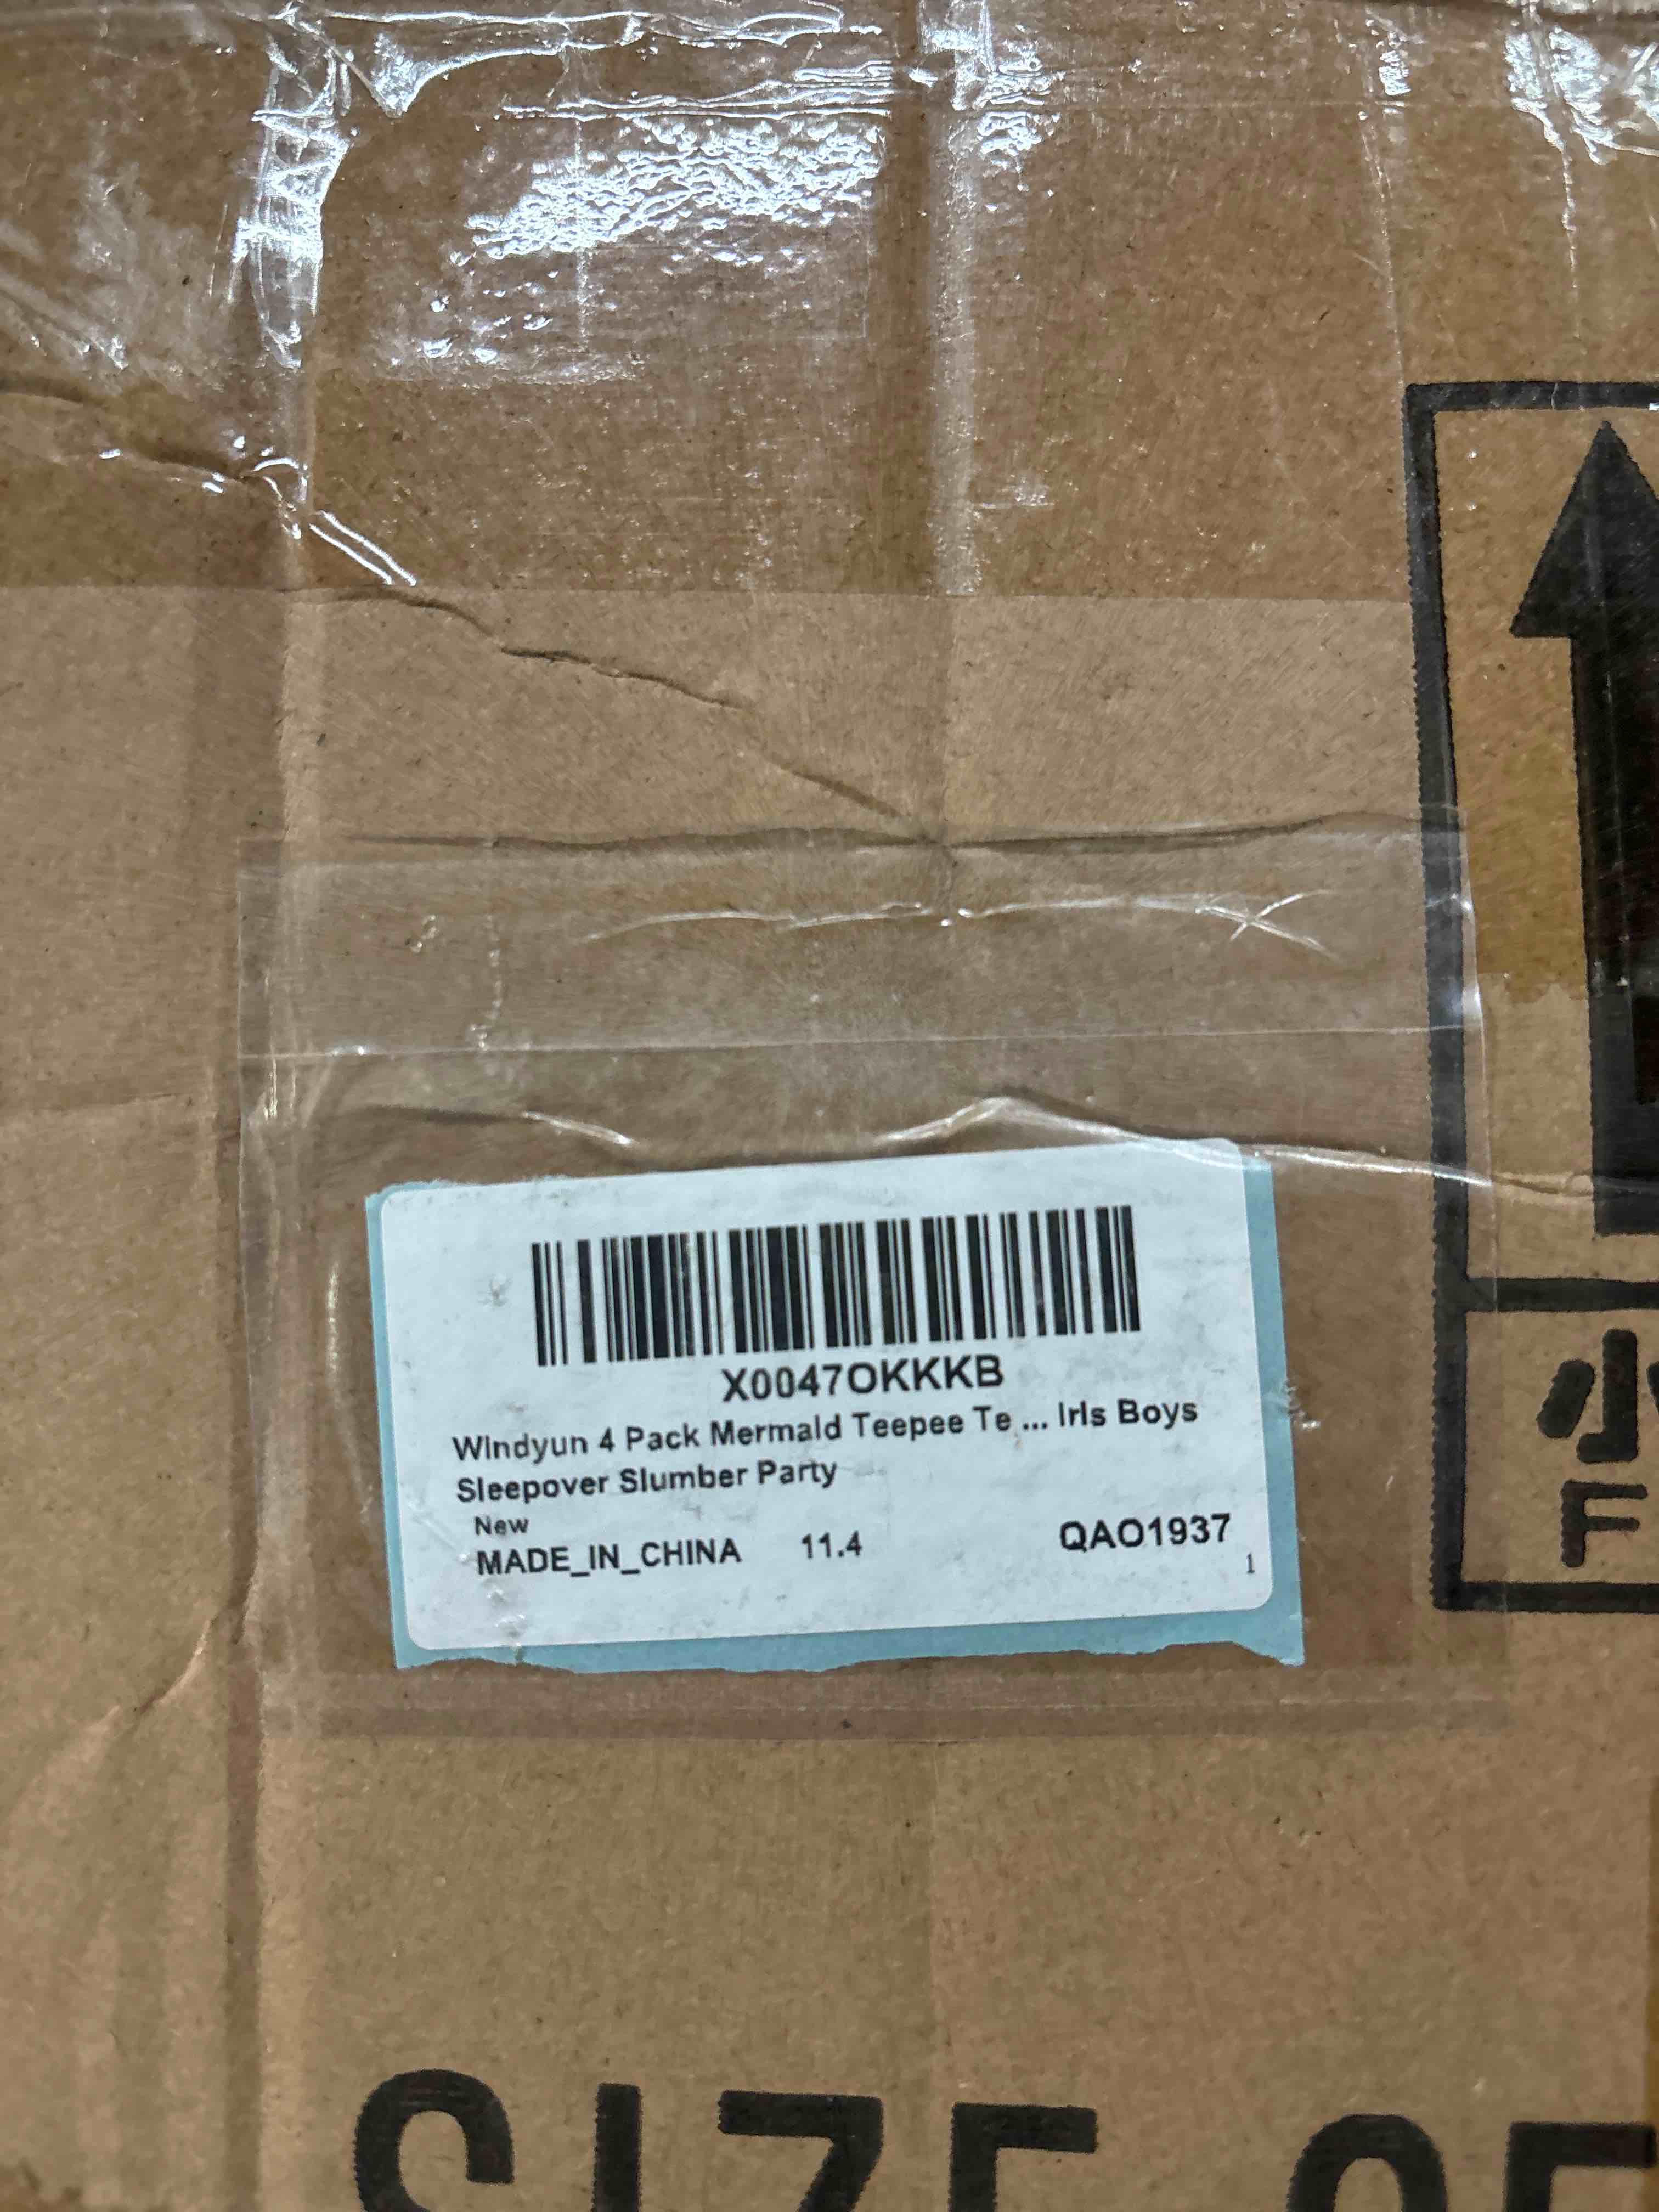 X0047OKKKB
Windyun 4 Pack Mermaid Teepee Te ... irls Boys
Sleepover Slumber Party
New
MADE_IN_CHINA 11.4 QAO1937
1
小
F
SIZE